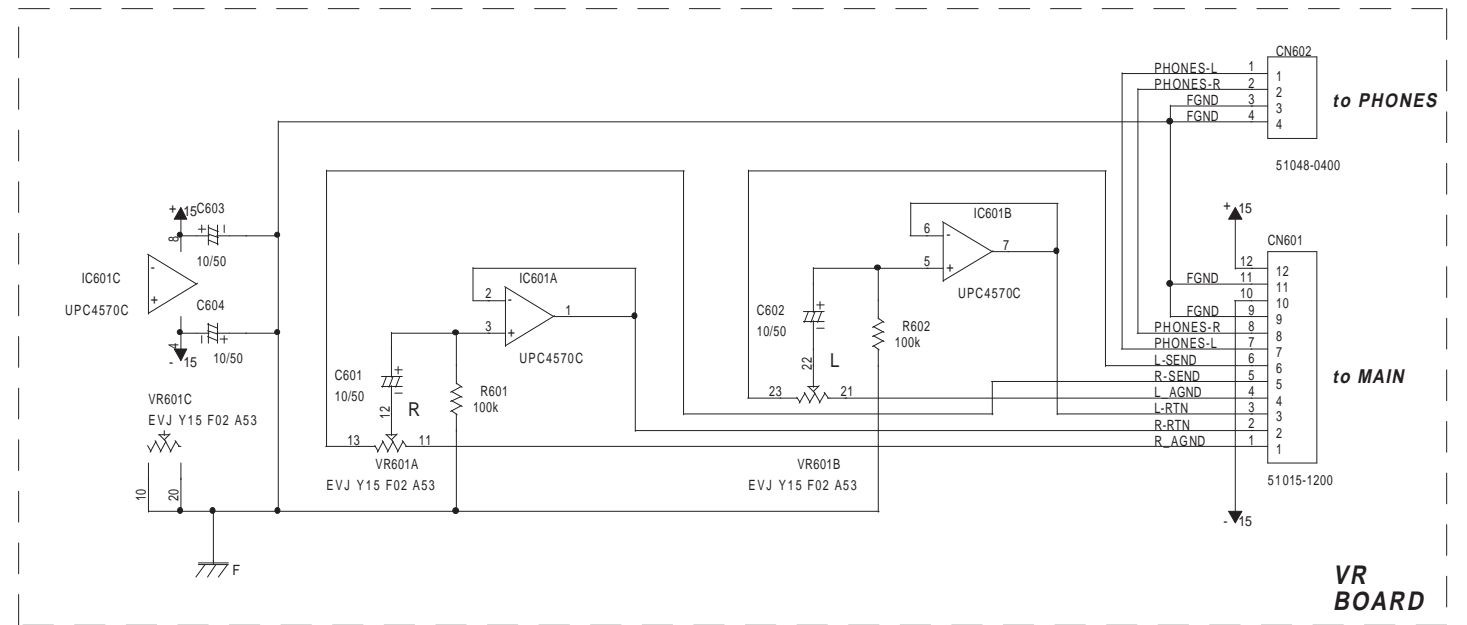 CN602
PHONES-L 1 1
PHONES-R 2 2
FGND 3 3
FGND 4 4
to PHONES
51048-0400
+ 15 C603
8 + -
10/50
IC601C
- +
UPC4570C
C604
- +
4
- 15 10/50
VR601C
EVJ Y15 F02 A53
10 20
F
IC601A
2 -
3 +
1
UPC4570C
C601
+
10/50
-
12
R
R601
100k
13 11
VR601A
EVJ Y15 F02 A53
IC601B
6 -
5 +
7
UPC4570C
C602
+
10/50
-
22
L
R602
100k
23 21
VR601B
EVJ Y15 F02 A53
+ 15
CN601
12 12
FGND 11 11
10 10
FGND 9 9
PHONES-R 8 8
PHONES-L 7 7
L-SEND 6 6
R-SEND 5 5
L_AGND 4 4
L-RTN 3 3
R-RTN 2 2
R_AGND 1 1
to MAIN
51015-1200
- 15
VR
BOARD